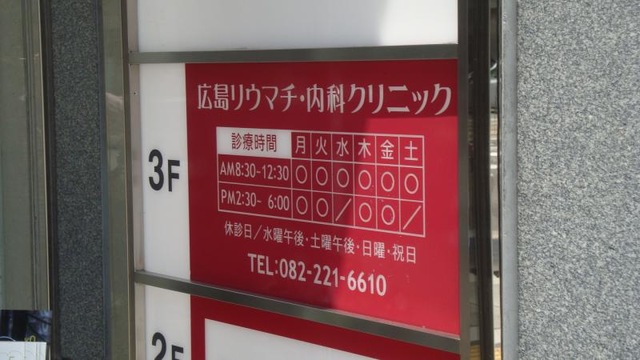 広島リウマチ・内科クリニック
診療時間 月 火 水 木 金 土
AM8:30-12:30 ○ ○ ○ ○ ○ ○
PM2:30- 6:00 ○ ○ / ○ ○ /
休診日/水曜午後・土曜午後・日曜・祝日
TEL:082-221-6610
3F
2F